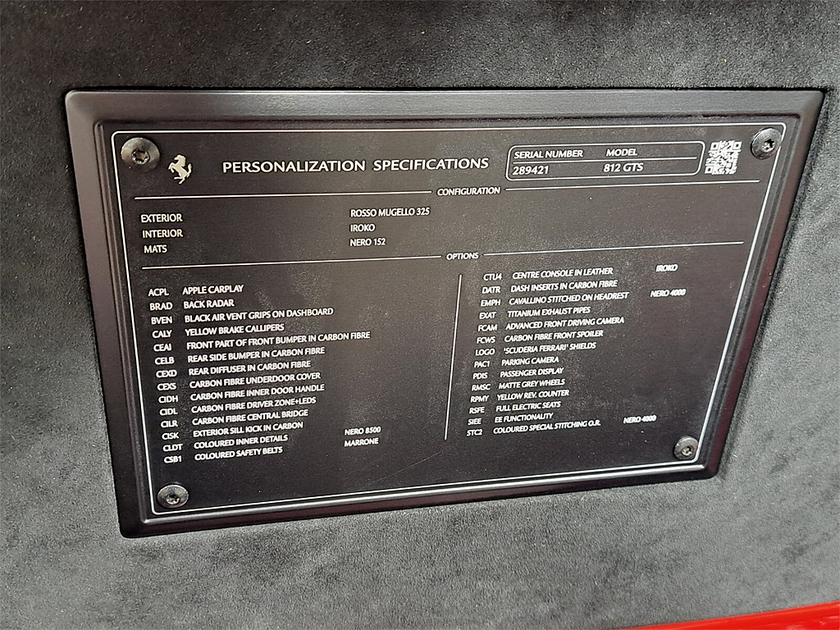 PERSONALIZATION SPECIFICATIONS
SERIAL NUMBER MODEL
289421 812 GTS
CONFIGURATION
EXTERIOR ROSSO MUGELLO 325
INTERIOR IROKO
MATS NERO 152
OPTIONS
ACPL APPLE CARPLAY
BRAD BACK RADAR
BVEN BLACK AIR VENT GRIPS ON DASHBOARD
CALY YELLOW BRAKE CALLIPERS
CEAI FRONT PART OF FRONT BUMPER IN CARBON FIBRE
CELB REAR SIDE BUMPER IN CARBON FIBRE
CEXD REAR DIFFUSER IN CARBON FIBRE
CEXS CARBON FIBRE UNDERDOOR COVER
CIDH CARBON FIBRE INNER DOOR HANDLE
CIDL CARBON FIBRE DRIVER ZONE+LEDS
CILR CARBON FIBRE CENTRAL BRIDGE
CISK EXTERIOR SILL KICK IN CARBON
CLDT COLOURED INNER DETAILS NERO 8500
CSB1 COLOURED SAFETY BELTS MARRONE
CTU4 CENTRE CONSOLE IN LEATHER IROKO
DATR DASH INSERTS IN CARBON FIBRE
EMPH CAVALLINO STITCHED ON HEADREST NERO 4000
EXAT TITANIUM EXHAUST PIPES
FCAM ADVANCED FRONT DRIVING CAMERA
FCWS CARBON FIBRE FRONT SPOILER
LOGO 'SCUDERIA FERRARI' SHIELDS
PAC1 PARKING CAMERA
PDIS PASSENGER DISPLAY
RMSC MATTE GREY WHEELS
RPMY YELLOW REV. COUNTER
RSFE FULL ELECTRIC SEATS
SIEE EE FUNCTIONALITY
STC2 COLOURED SPECIAL STITCHING O.R. NERO 4000